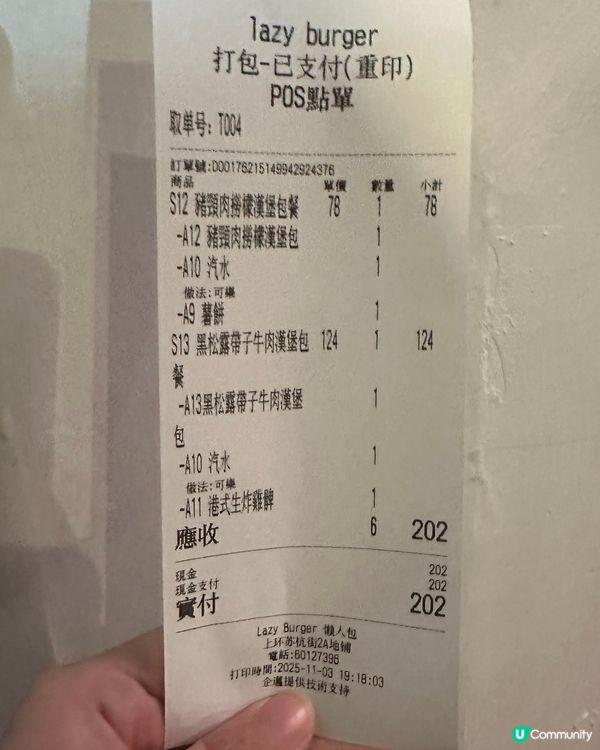 lazy burger
打包-已支付(重印)
POS點單
取单号: T004
訂單號:D0017621514994292437​6
商品 單價 數量 小計
S12 豬頸肉撈檬漢堡包餐 78 1 78
-A12 豬頸肉撈檬漢堡包 1
-A10 汽水 1
做法:可樂
-A9 薯餅 1
S13 黑松露帶子牛肉漢堡包 124 1 124
餐
-A13黑松露帶子牛肉漢堡 1
包
-A10 汽水 1
做法:可樂
-A11 港式生炸雞髀 1
應收 6 202
現金 202
現金支付 202
實付 202
Lazy Burger 懶人包
上环苏杭街2A地铺
電話:60127396
打印時間:2025-11-03 19:18:03
企邁提供技術支持
U Community